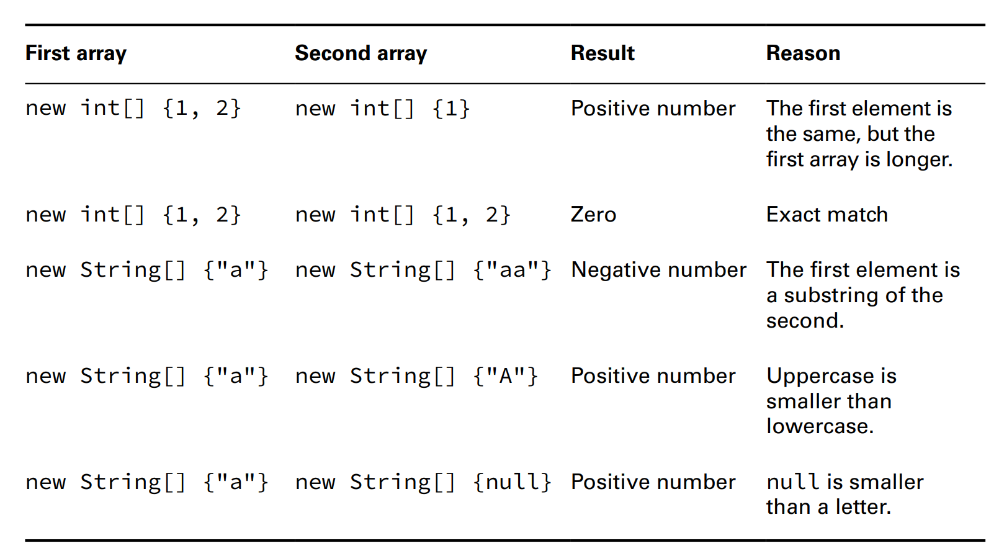 First array Second array Result Reason
new int[] {1, 2} new int[] {1} Positive number The first element is
the same, but the
first array is longer.
new int[] {1, 2} new int[] {1, 2} Zero Exact match
new String[] {"a"} new String[] {"aa"} Negative number The first element is
a substring of the
second.
new String[] {"a"} new String[] {"A"} Positive number Uppercase is
smaller than
lowercase.
new String[] {"a"} new String[] {null} Positive number null is smaller
than a letter.